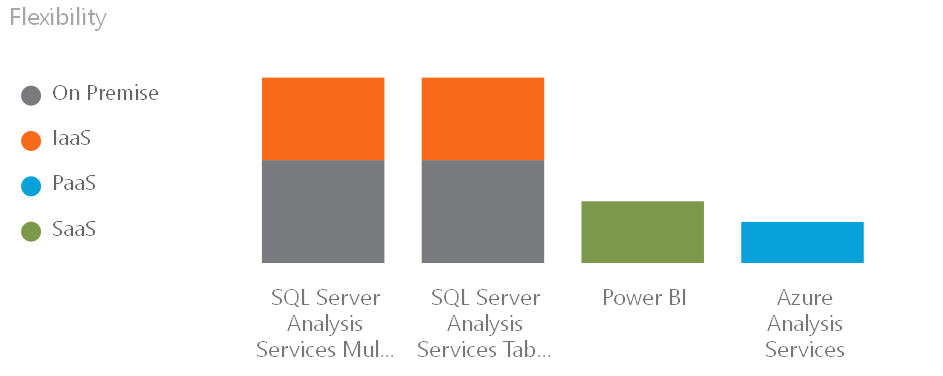 Flexibility
On Premise
IaaS
PaaS
SaaS
SQL Server
Analysis
Services Mul...
SQL Server
Analysis
Services Tab...
Power BI
Azure
Analysis
Services